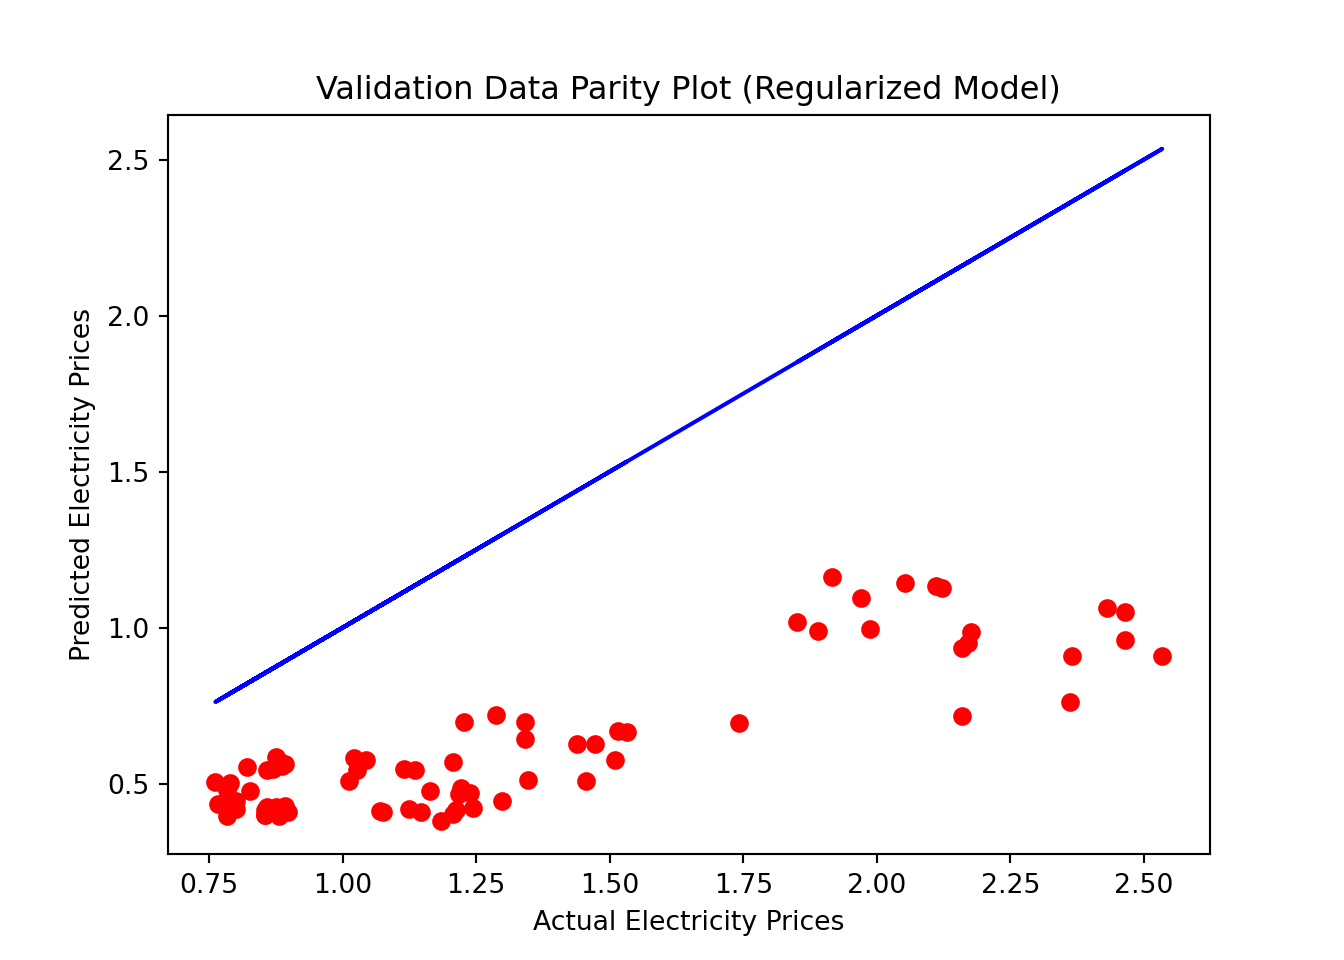 Validation Data Parity Plot (Regularized Model)
2.5
2.0
1.5
1.0
0.5
Predicted Electricity Prices
0.75 1.00 1.25 1.50 1.75 2.00 2.25 2.50
Actual Electricity Prices